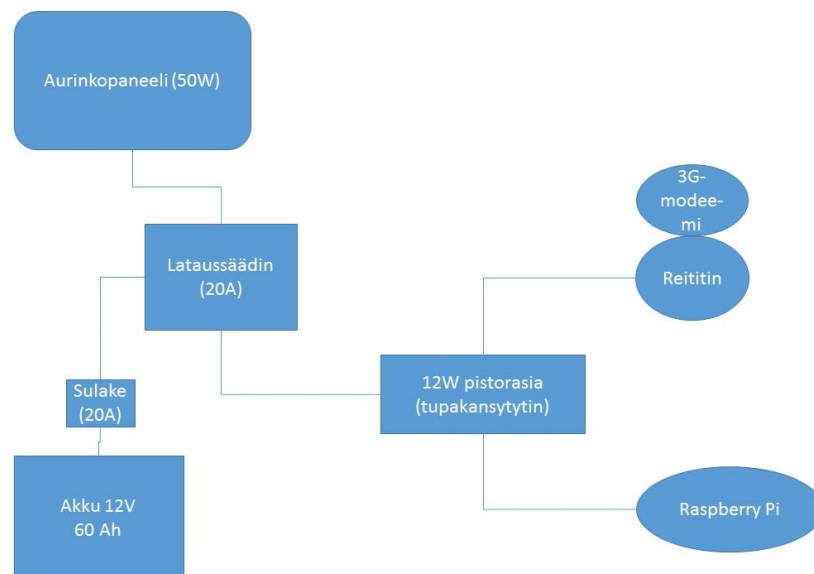 Aurinkopaneeli (50W)
3G-
modee-
mi
Lataussäädin
(20A)
Reititin
Sulake
(20A)
12W pistorasia
(tupakansytytin)
Akku 12V
60 Ah
Raspberry Pi